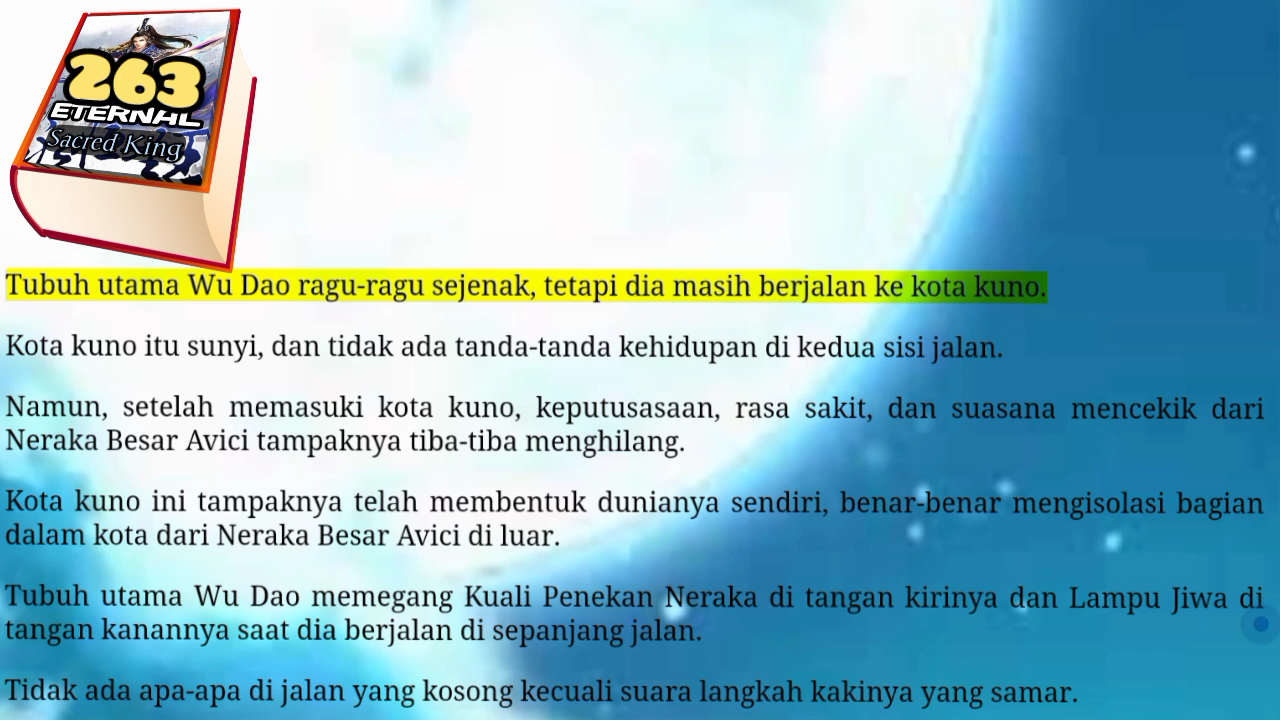 263
ETERNAL
Sacred King
Tubuh utama Wu Dao ragu-ragu sejenak, tetapi dia masih berjalan ke kota kuno.
Kota kuno itu sunyi, dan tidak ada tanda-tanda kehidupan di kedua sisi jalan.
Namun, setelah memasuki kota kuno, keputusasaan, rasa sakit, dan suasana mencekik dari
Neraka Besar Avici tampaknya tiba-tiba menghilang.
Kota kuno ini tampaknya telah membentuk dunianya sendiri, benar-benar mengisolasi bagian
dalam kota dari Neraka Besar Avici di luar.
Tubuh utama Wu Dao memegang Kuali Penekan Neraka di tangan kirinya dan Lampu Jiwa di
tangan kanannya saat dia berjalan di sepanjang jalan.
Tidak ada apa-apa di jalan yang kosong kecuali suara langkah kakinya yang samar.